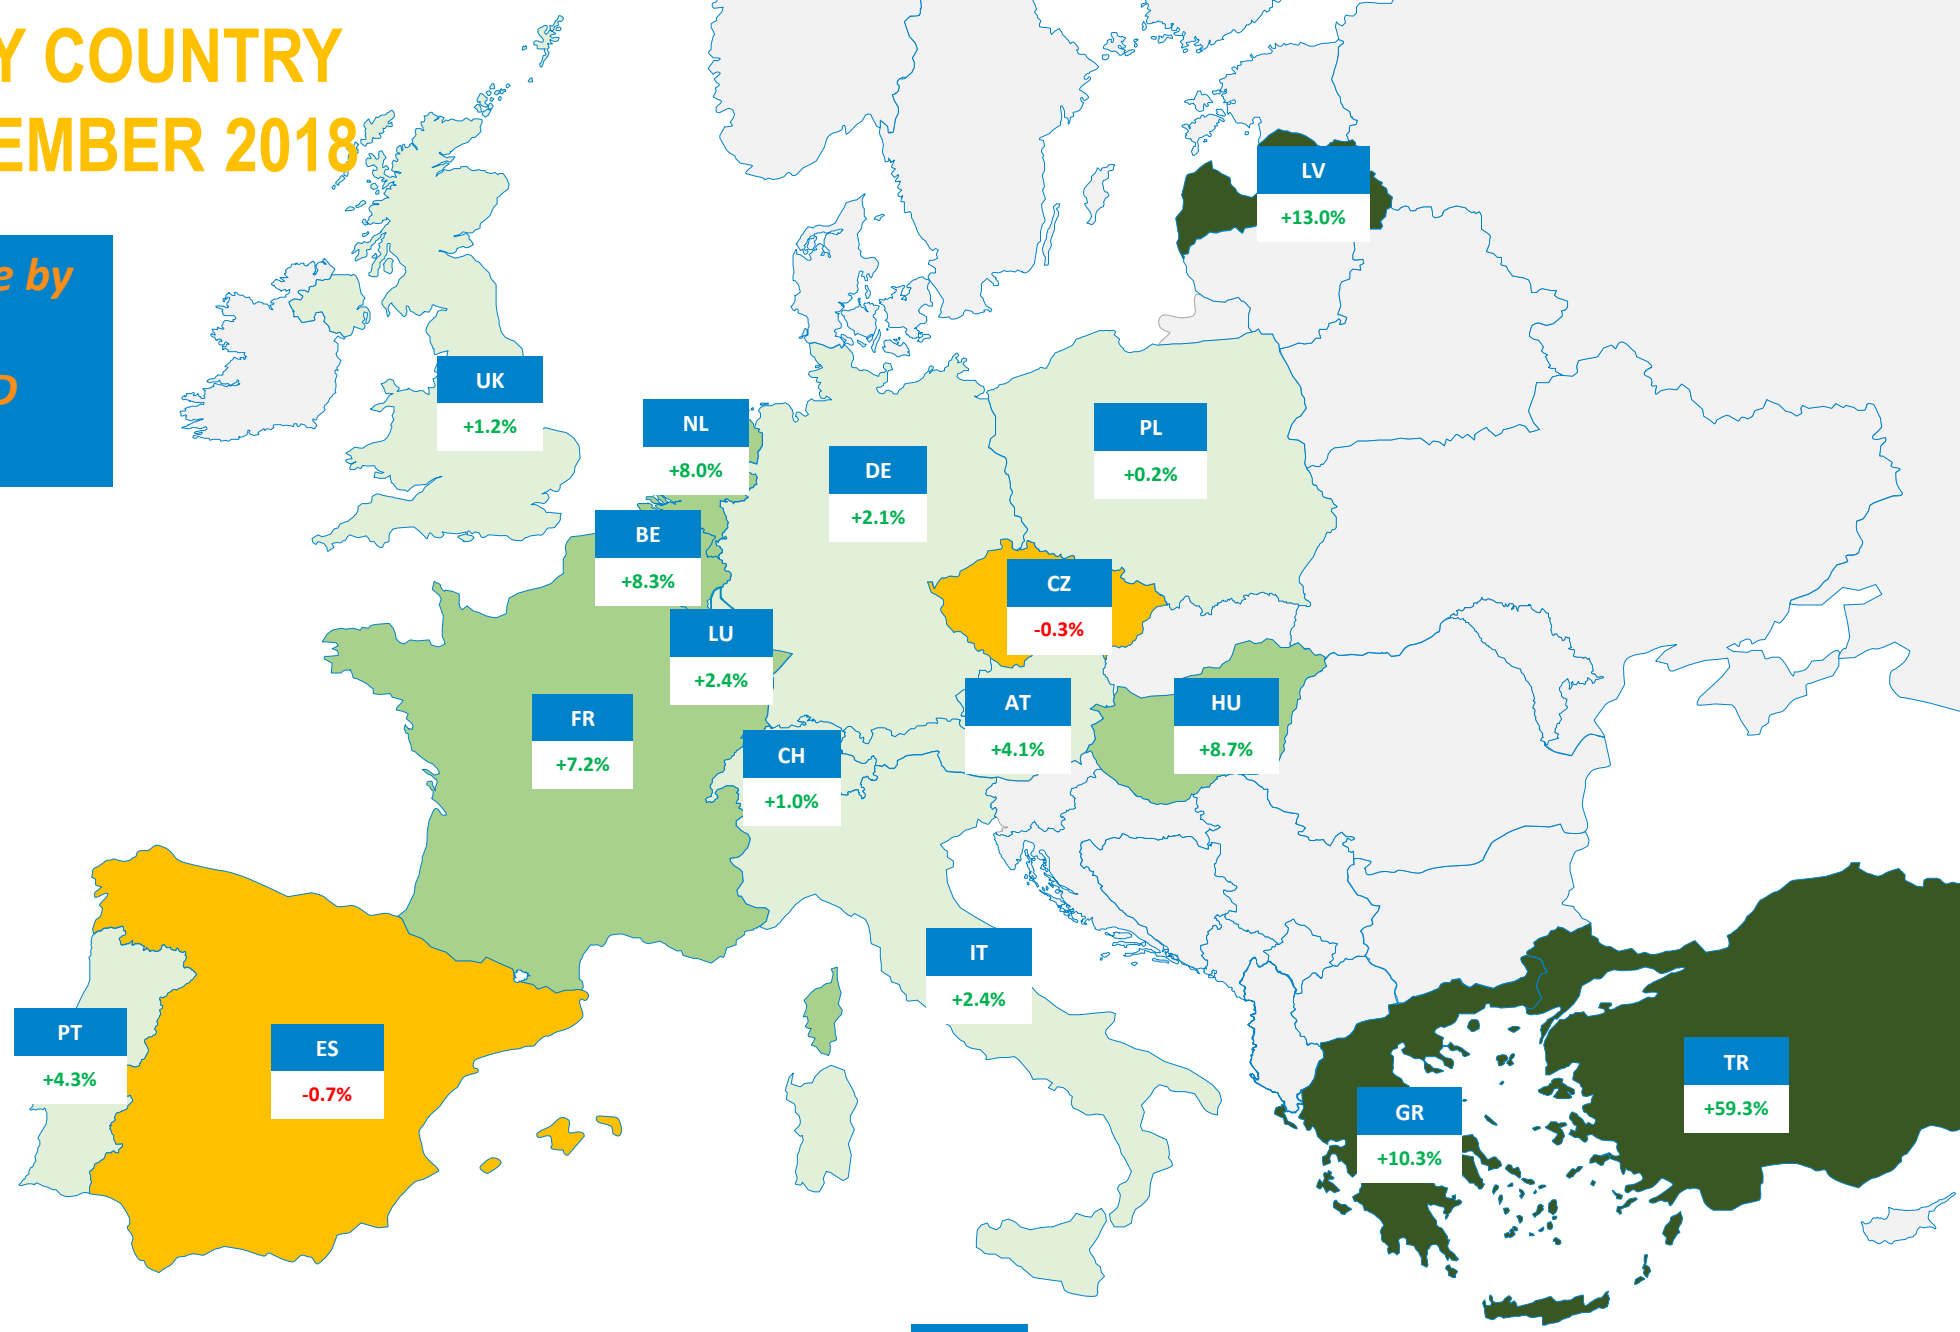 Y COUNTRY
EMBER 2018
e by
D
LV
+13.0%
UK
+1.2%
NL
+8.0%
PL
+0.2%
DE
+2.1%
BE
+8.3%
CZ
-0.3%
LU
+2.4%
FR
+7.2%
AT
+4.1%
HU
+8.7%
CH
+1.0%
IT
+2.4%
PT
+4.3%
ES
-0.7%
TR
+59.3%
GR
+10.3%